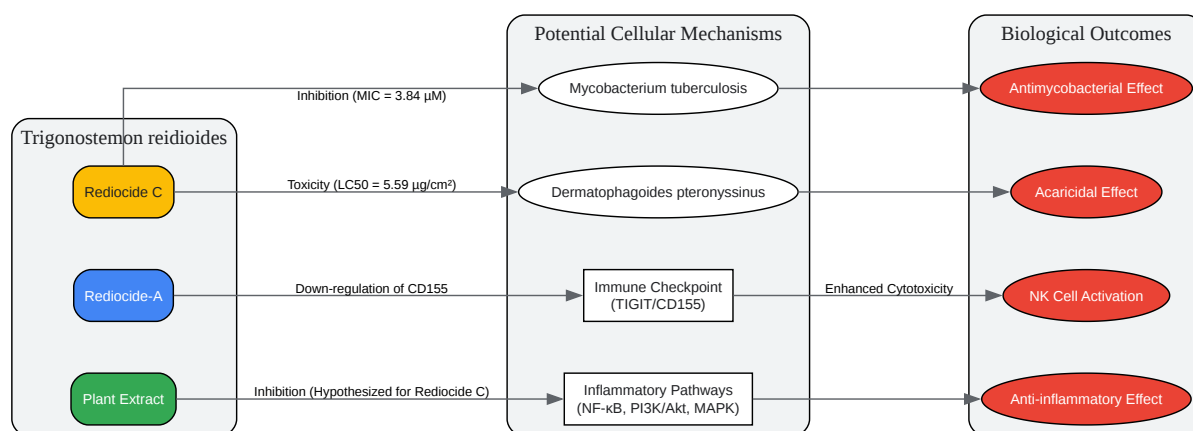 Potential Cellular Mechanisms
Biological Outcomes
Trigonostemon reidioides
Inhibition (MIC = 3.84 µM)
Mycobacterium tuberculosis
Antimycobacterial Effect
Rediocide C
Toxicity (LC50 = 5.59 µg/cm²)
Dermatophagoides pteronyssinus
Acaricidal Effect
Rediocide-A
Down-regulation of CD155
Immune Checkpoint
(TIGIT/CD155)
Enhanced Cytotoxicity
NK Cell Activation
Plant Extract
Inhibition (Hypothesized for Rediocide C)
Inflammatory Pathways
(NF-κB, PI3K/Akt, MAPK)
Anti-inflammatory Effect